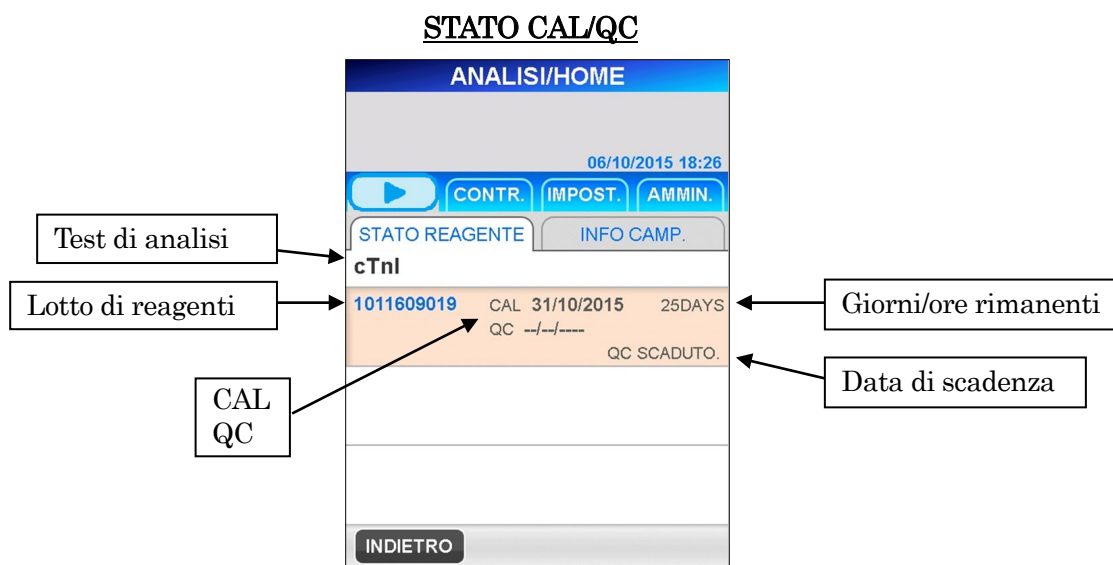 STATO CAL/QC
ANALISI/HOME
06/10/2015 18:26
CONTR. IMPOST. AMMIN.
STATO REAGENTE INFO CAMP.
cTnI
1011609019 CAL 31/10/2015 25DAYS
QC --/--/----
QC SCADUTO.
INDIETRO
Test di analisi
Lotto di reagenti
CAL
QC
Giorni/ore rimanenti
Data di scadenza